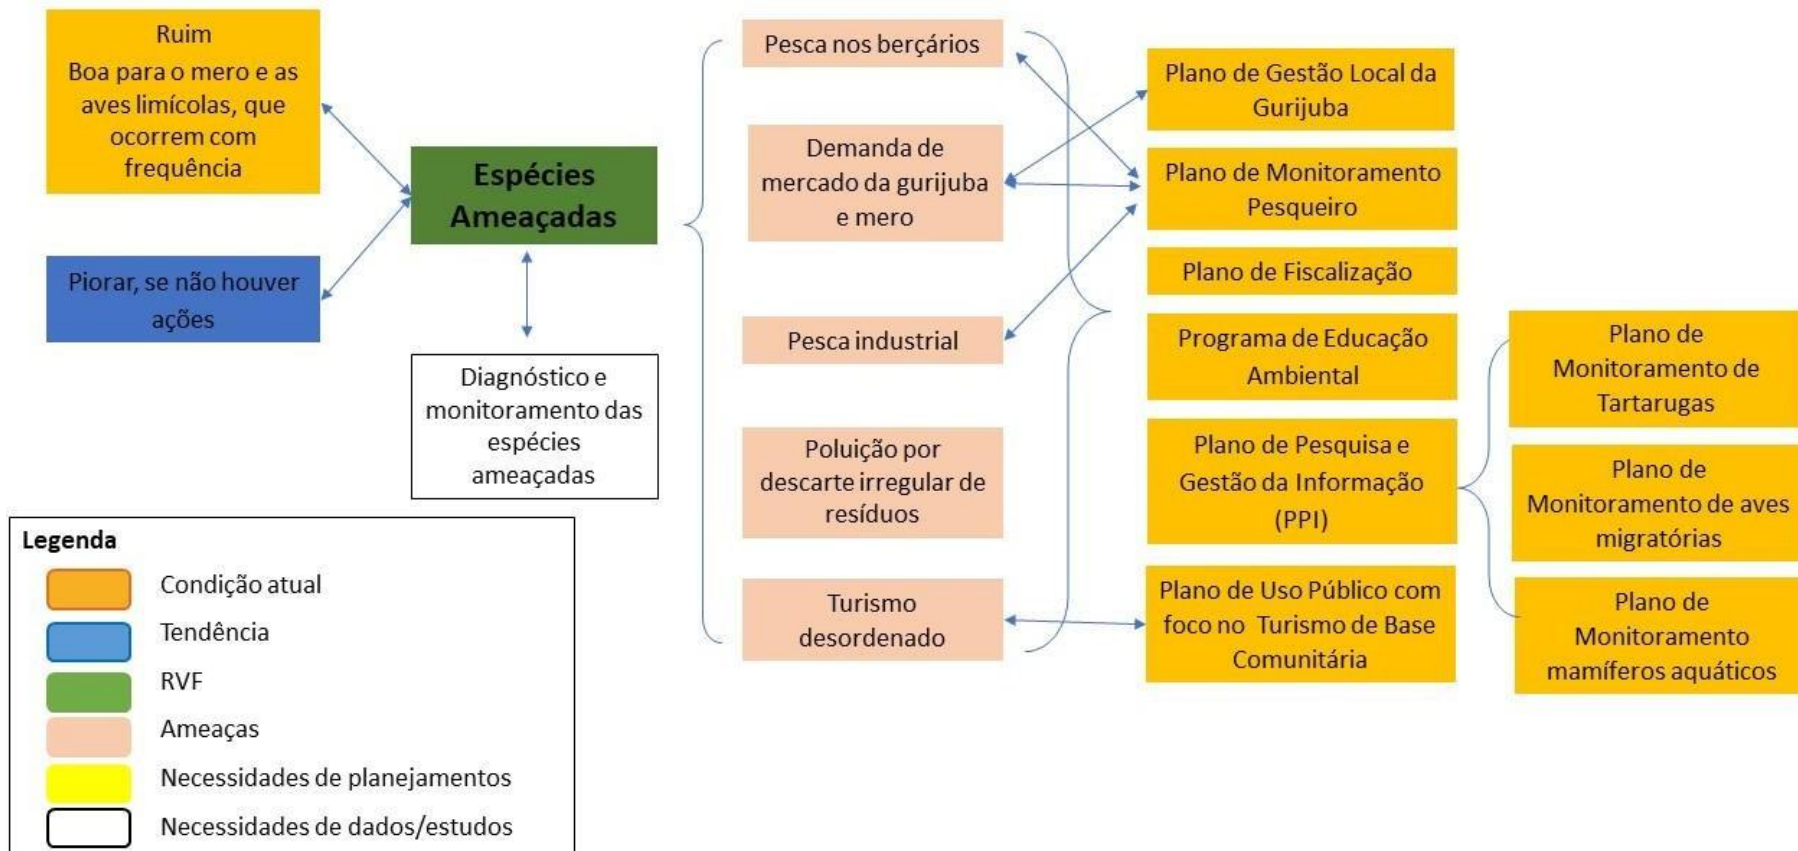 Ruim
Boa para o mero e as
aves limícolas, que
ocorrem com
frequência
Piorar, se não houver
ações
Espécies
Ameaçadas
Diagnóstico e
monitoramento das
espécies
ameaçadas
Pesca nos berçários
Demanda de
mercado da gurijuba
e mero
Pesca industrial
Poluição por
descarte irregular de
resíduos
Turismo
desordenado
Plano de Gestão Local da
Gurijuba
Plano de Monitoramento
Pesqueiro
Plano de Fiscalização
Programa de Educação
Ambiental
Plano de Pesquisa e
Gestão da Informação
(PPI)
Plano de Uso Público com
foco no Turismo de Base
Comunitária
Plano de
Monitoramento de
Tartarugas
Plano de
Monitoramento de aves
migratórias
Plano de
Monitoramento
mamíferos aquáticos
Legenda
Condição atual
Tendência
RVF
Ameaças
Necessidades de planejamentos
Necessidades de dados/estudos